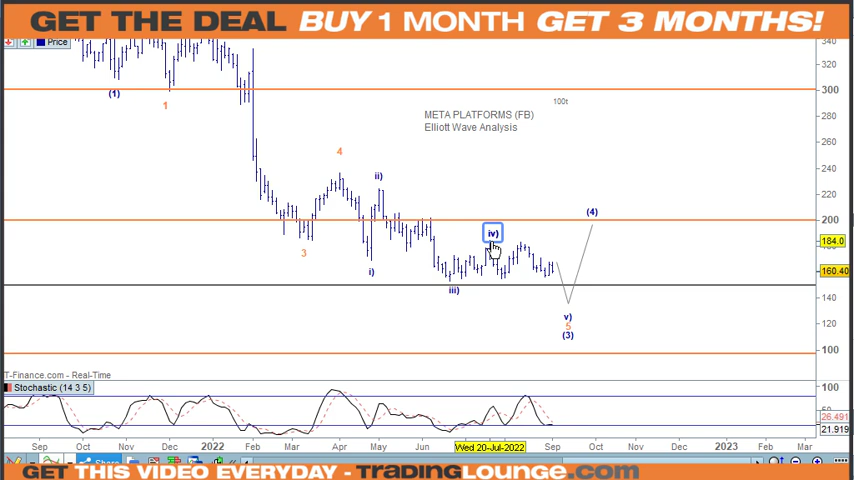 GET THE DEAL BUY 1 MONTH GET 3 MONTHS!
Price
340
320
300
280
260
240
220
200
184.0
160.40
140
120
100
100t
META PLATFORMS (FB)
Elliott Wave Analysis
(1)
1
4
ii)
3
i)
iii)
iv)
(4)
v)
5
(3)
T-Finance.com - Real-Time
Stochastic (14 3 5)
100
26.491
21.919
Sep Oct Nov Dec 2022 Feb Mar Apr May Jun Wed 20-Jul-2022 Sep Oct Nov Dec 2023 Feb Mar
Share
GET THIS VIDEO EVERYDAY - TRADINGLOUNGE.COM